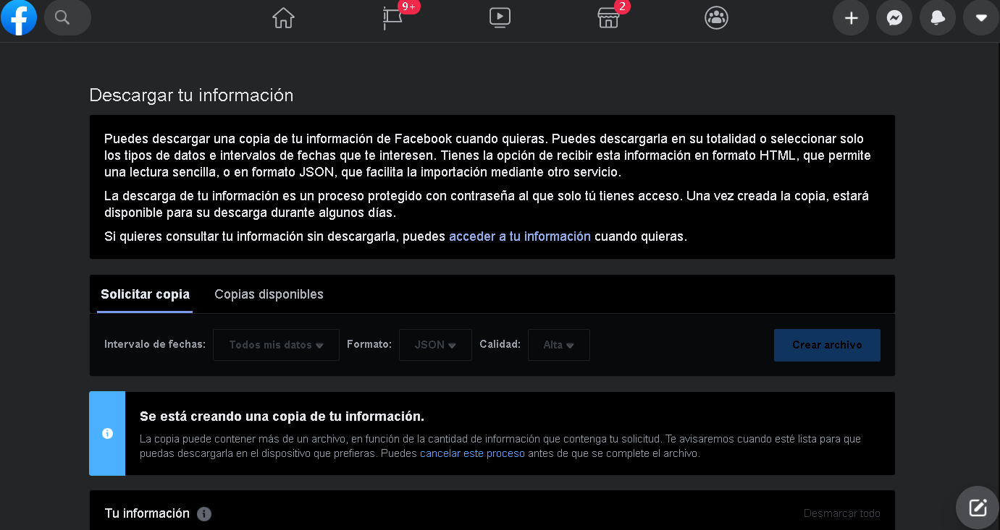 9+
2
Descargar tu información
Puedes descargar una copia de tu información de Facebook cuando quieras. Puedes descargarla en su totalidad o seleccionar solo
los tipos de datos e intervalos de fechas que te interesen. Tienes la opción de recibir esta información en formato HTML, que permite
una lectura sencilla, o en formato JSON, que facilita la importación mediante otro servicio.
La descarga de tu información es un proceso protegido con contraseña al que solo tú tienes acceso. Una vez creada la copia, estará
disponible para su descarga durante algunos días.
Si quieres consultar tu información sin descargarla, puedes acceder a tu información cuando quieras.
Solicitar copia Copias disponibles
Intervalo de fechas: Todos mis datos Formato: JSON Calidad: Alta Crear archivo
Se está creando una copia de tu información.
La copia puede contener más de un archivo, en función de la cantidad de información que contenga tu solicitud. Te avisaremos cuando esté lista para que
puedas descargarla en el dispositivo que prefieras. Puedes cancelar este proceso antes de que se complete el archivo.
Tu información Desmarcar todo